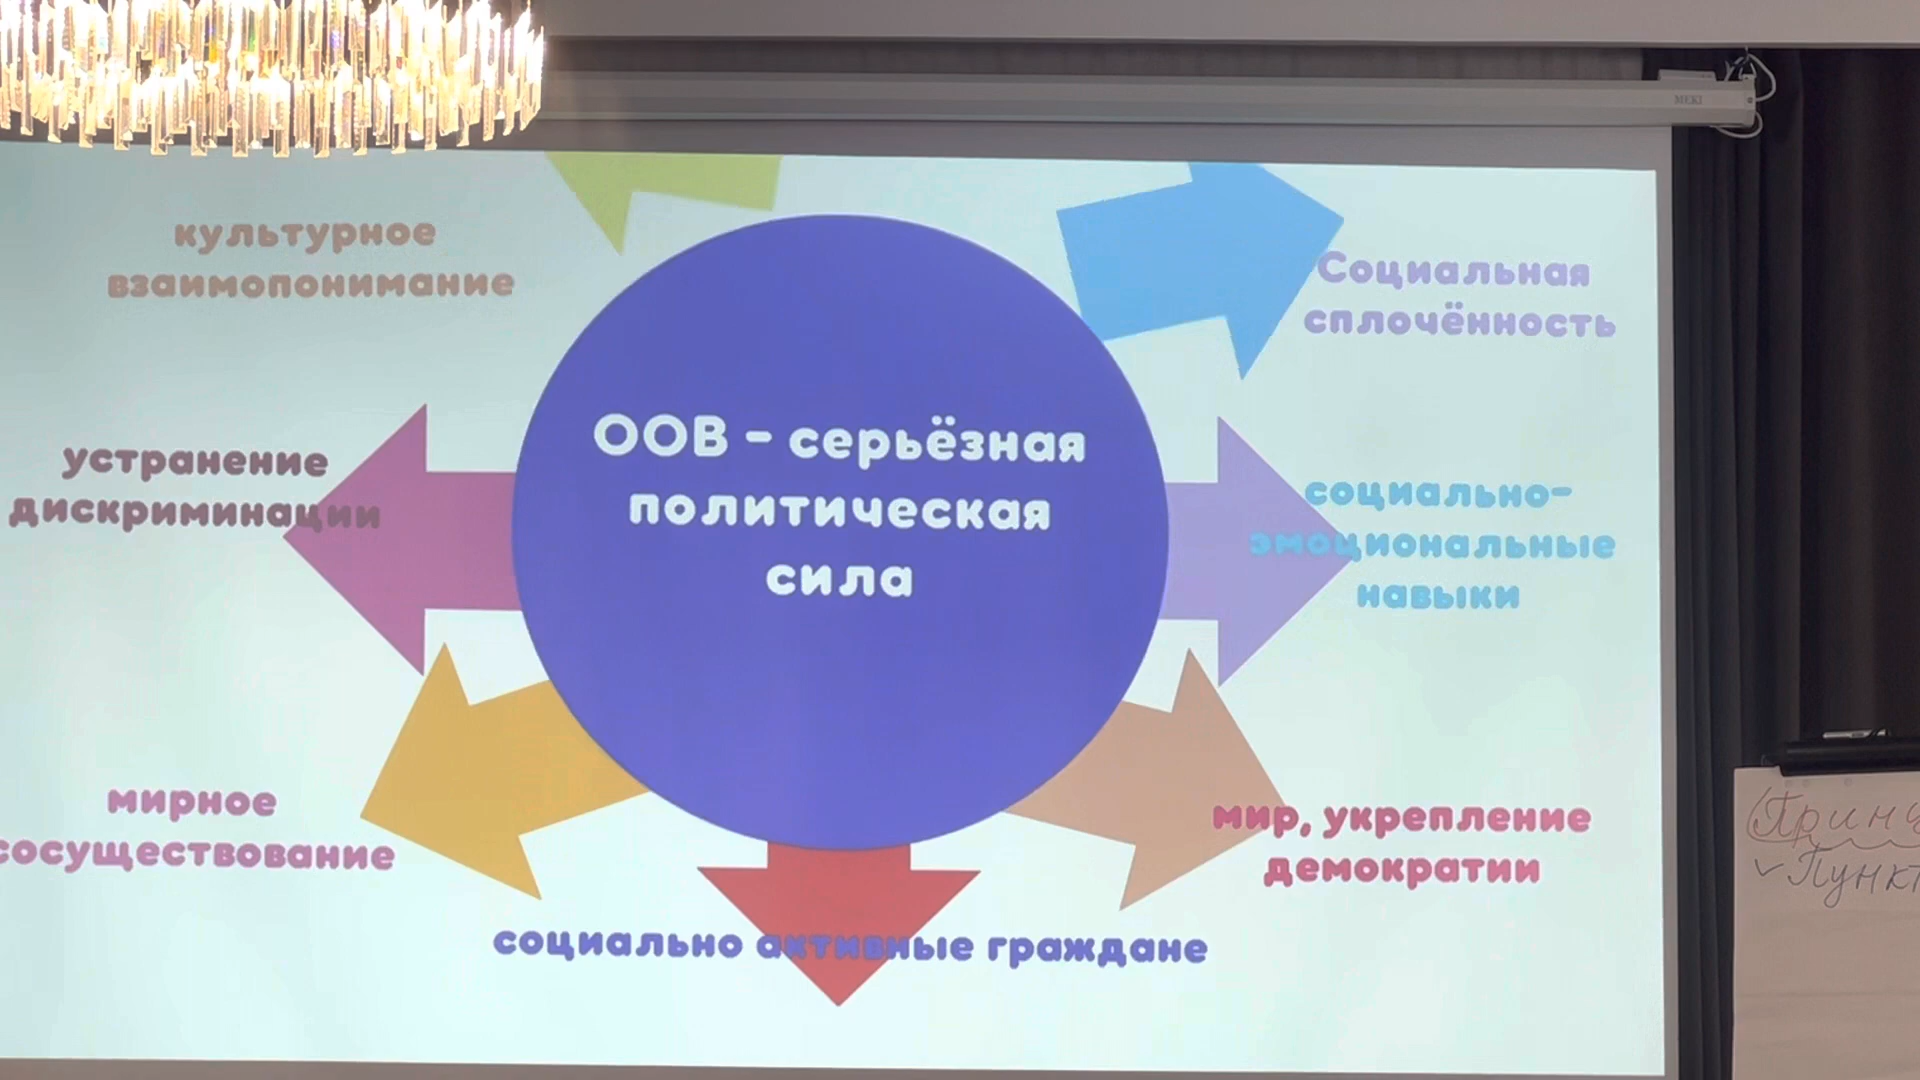 MEKI
культурное
взаимопонимание
Социальная
сплочённость
ООВ - серьёзная
политическая
сила
устранение
дискриминации
социально-
эмоциональные
навыки
мирное
сосуществование
мир, укрепление
демократии
социально активные граждане